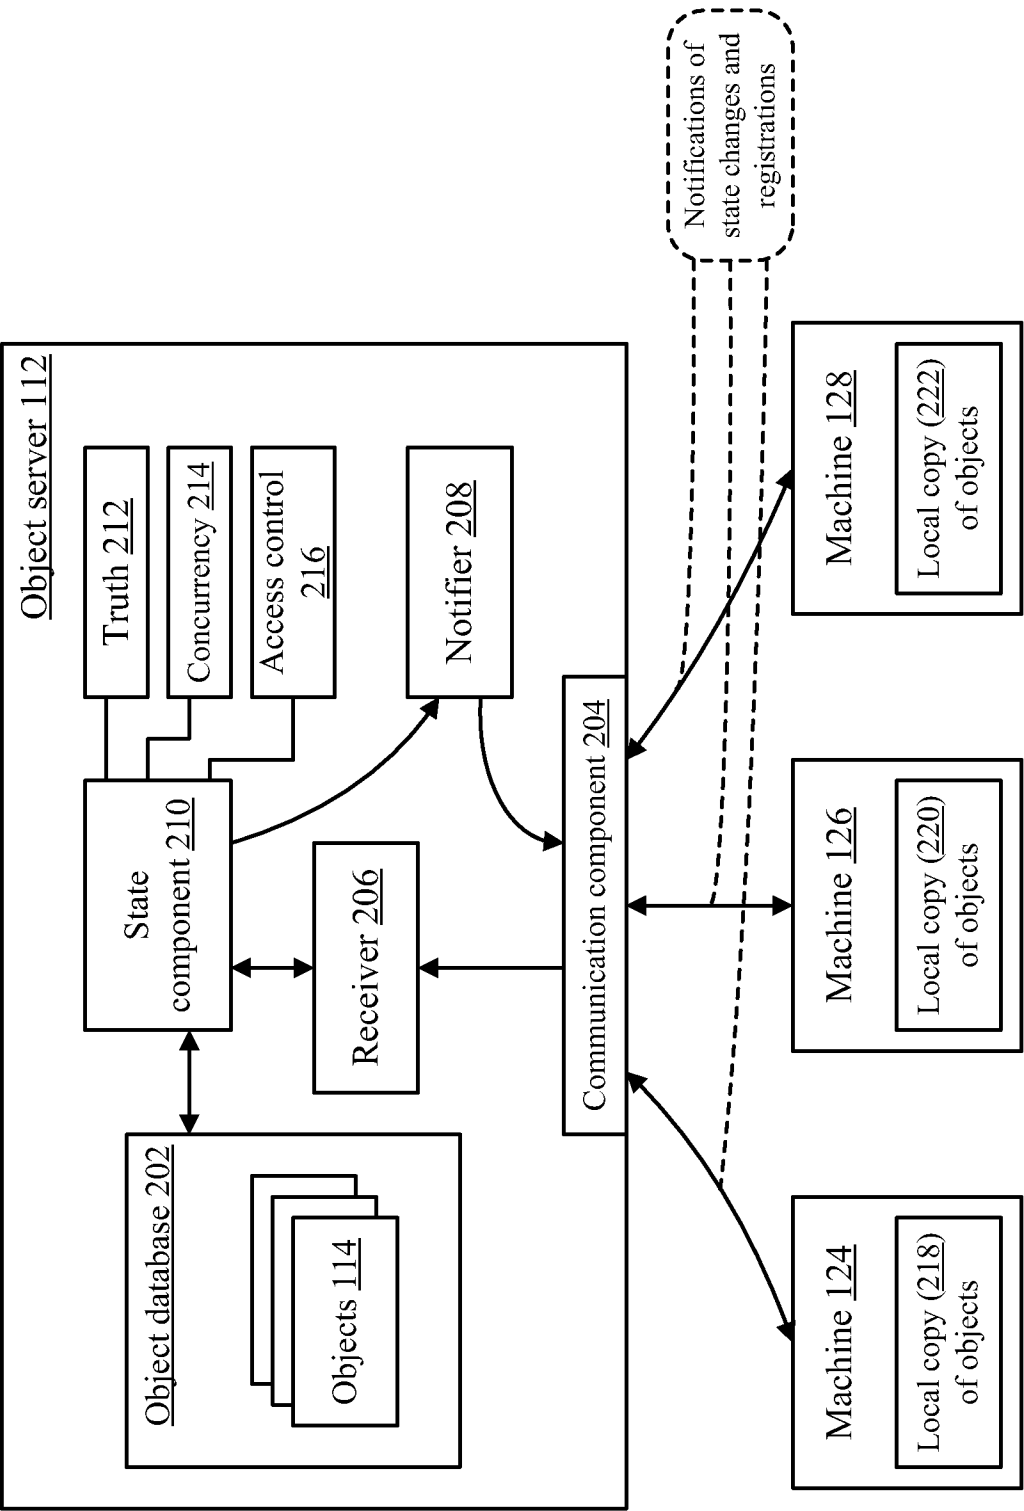 Object server 112
Object database 202
Objects 114
State
component 210
Truth 212
Concurrency 214
Access control
216
Receiver 206
Notifier 208
Communication component 204
Notifications of
state changes and
registrations
Machine 124
Local copy (218)
of objects
Machine 126
Local copy (220)
of objects
Machine 128
Local copy (222)
of objects